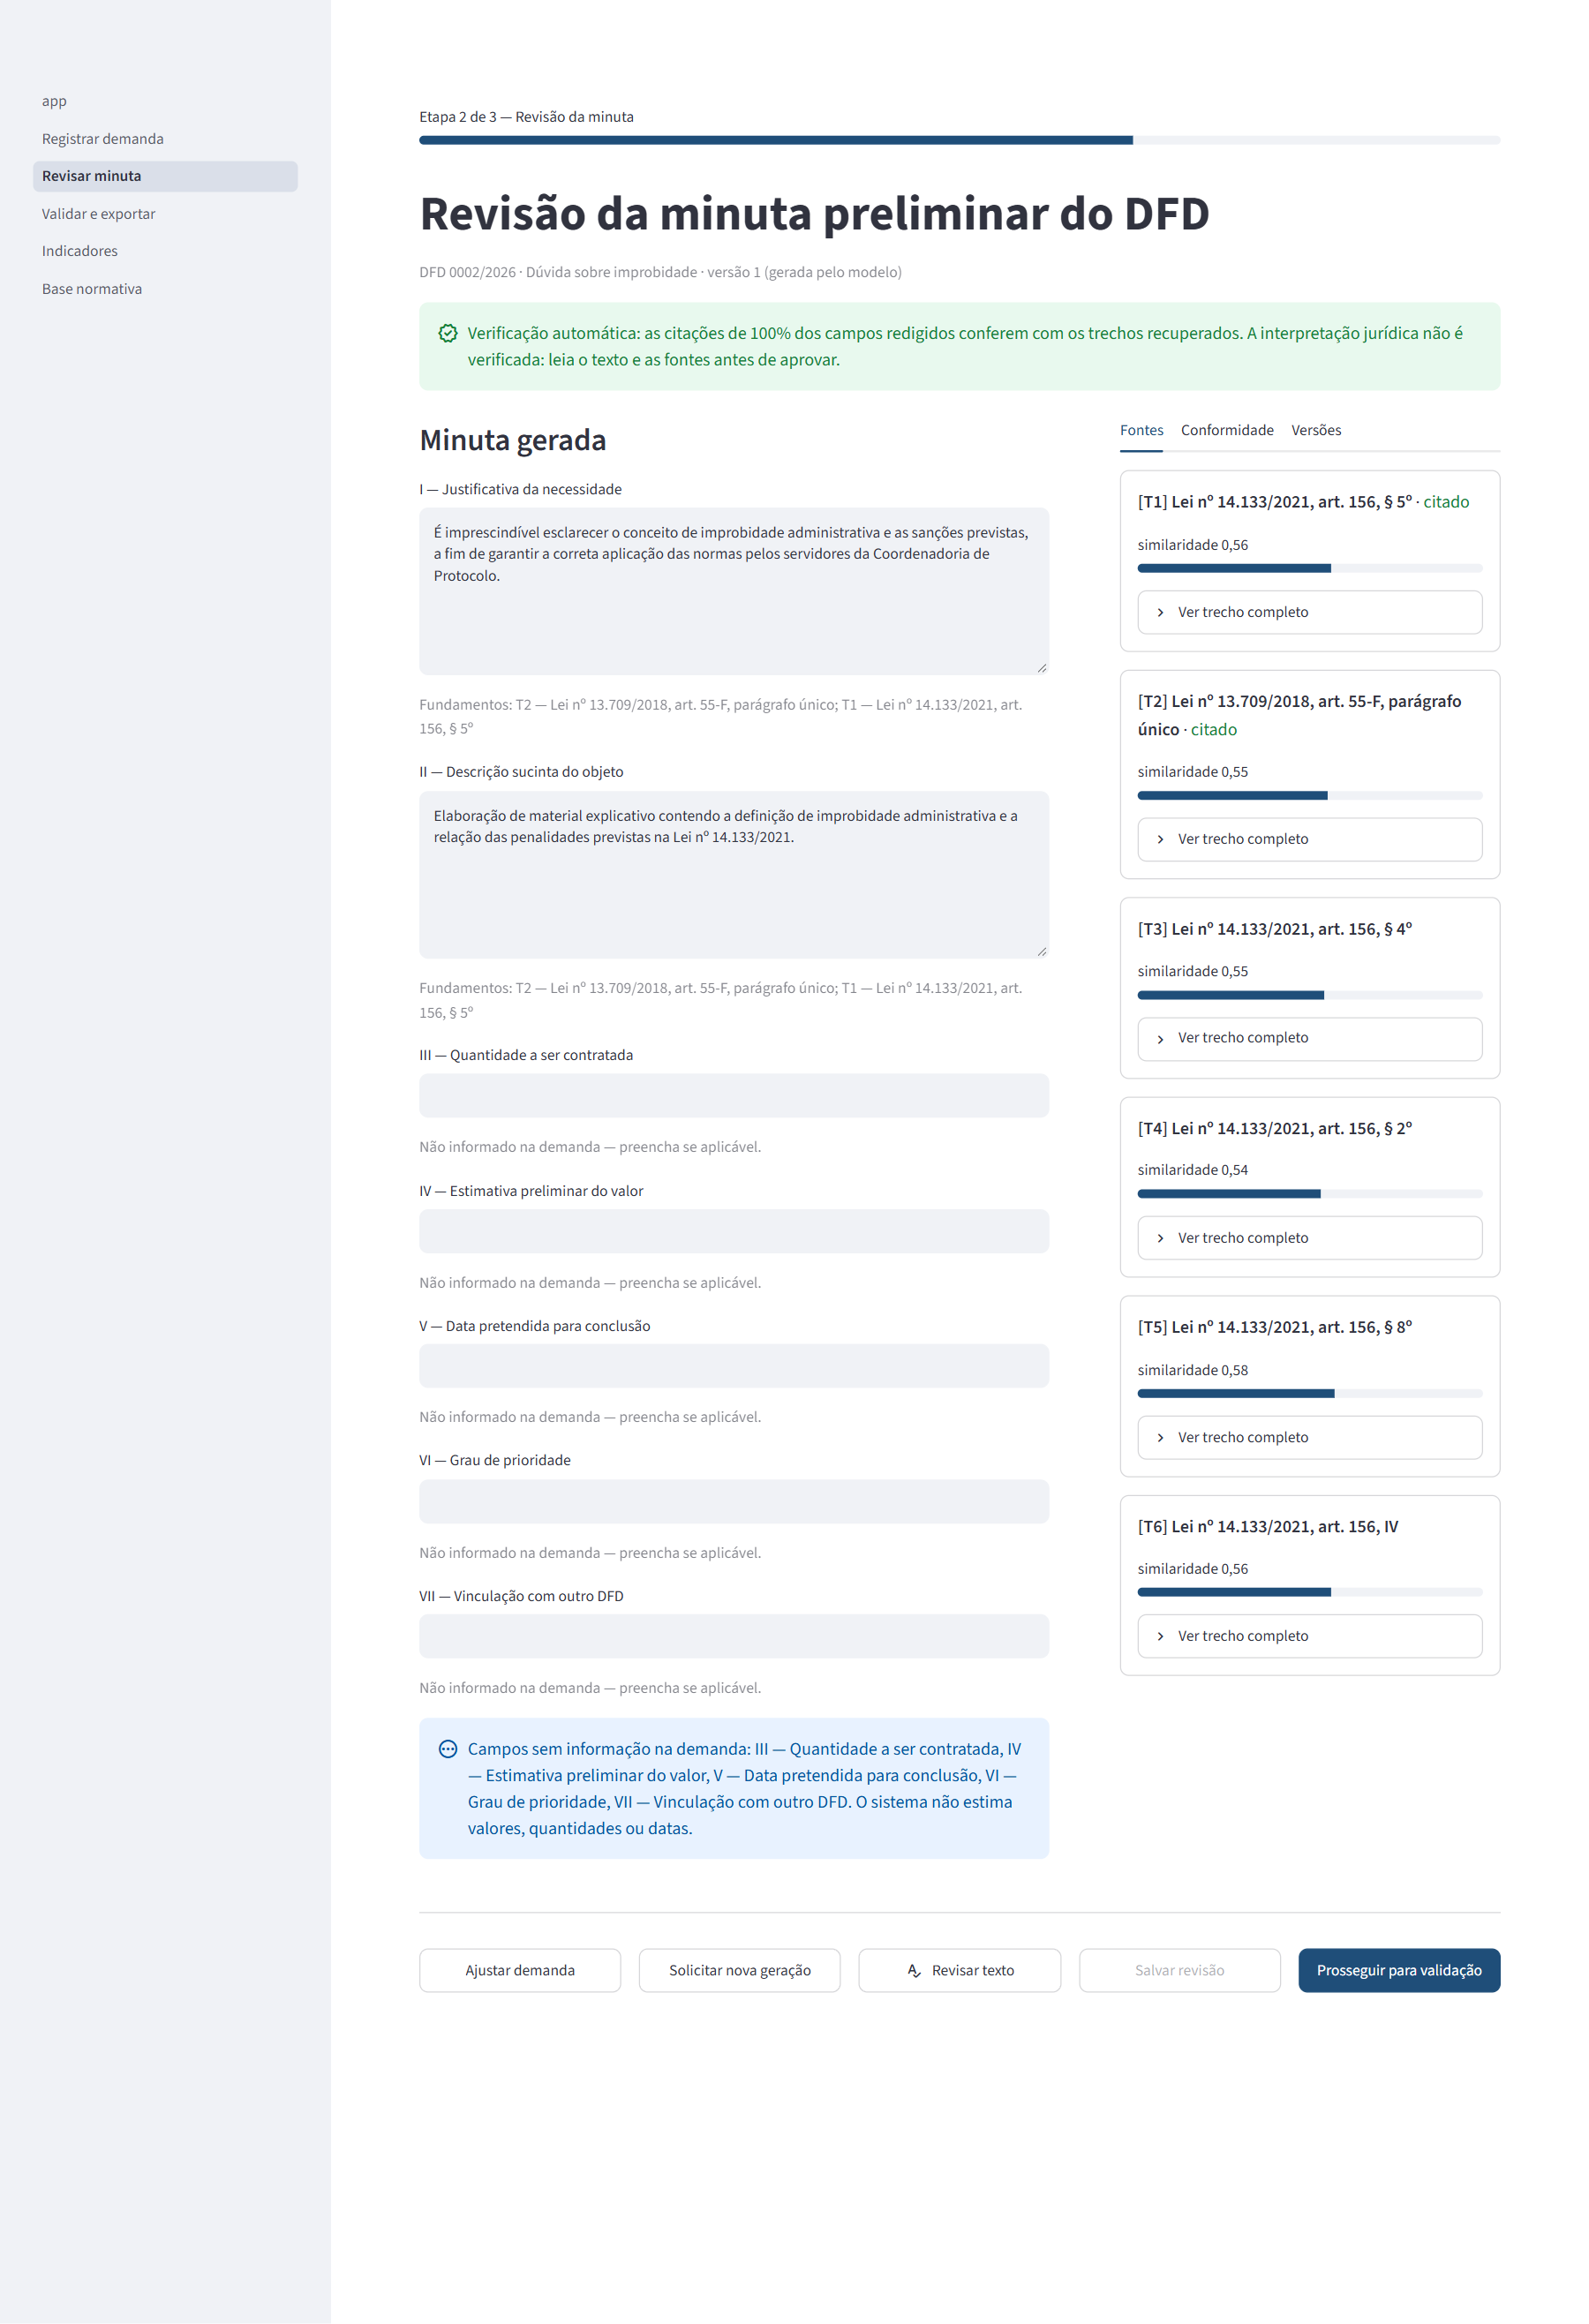 app
Registrar demanda
Revisar minuta
Validar e exportar
Indicadores
Base normativa
Etapa 2 de 3 — Revisão da minuta
Revisão da minuta preliminar do DFD
DFD 0002/2026 · Dúvida sobre improbidade · versão 1 (gerada pelo modelo)
Verificação automática: as citações de 100% dos campos redigidos conferem com os trechos recuperados. A interpretação jurídica não é
verificada: leia o texto e as fontes antes de aprovar.
Minuta gerada
I — Justificativa da necessidade
É imprescindível esclarecer o conceito de improbidade administrativa e as sanções previstas,
a fim de garantir a correta aplicação das normas pelos servidores da Coordenadoria de
Protocolo.
Fundamentos: T2 — Lei nº 13.709/2018, art. 55-F, parágrafo único; T1 — Lei nº 14.133/2021, art.
156, § 5º
II — Descrição sucinta do objeto
Elaboração de material explicativo contendo a definição de improbidade administrativa e a
relação das penalidades previstas na Lei nº 14.133/2021.
Fundamentos: T2 — Lei nº 13.709/2018, art. 55-F, parágrafo único; T1 — Lei nº 14.133/2021, art.
156, § 5º
III — Quantidade a ser contratada
Não informado na demanda — preencha se aplicável.
IV — Estimativa preliminar do valor
Não informado na demanda — preencha se aplicável.
V — Data pretendida para conclusão
Não informado na demanda — preencha se aplicável.
VI — Grau de prioridade
Não informado na demanda — preencha se aplicável.
VII — Vinculação com outro DFD
Não informado na demanda — preencha se aplicável.
Campos sem informação na demanda: III — Quantidade a ser contratada, IV
— Estimativa preliminar do valor, V — Data pretendida para conclusão, VI —
Grau de prioridade, VII — Vinculação com outro DFD. O sistema não estima
valores, quantidades ou datas.
Fontes Conformidade Versões
[T1] Lei nº 14.133/2021, art. 156, § 5º · citado
similaridade 0,56
Ver trecho completo
[T2] Lei nº 13.709/2018, art. 55-F, parágrafo
único · citado
similaridade 0,55
Ver trecho completo
[T3] Lei nº 14.133/2021, art. 156, § 4º
similaridade 0,55
Ver trecho completo
[T4] Lei nº 14.133/2021, art. 156, § 2º
similaridade 0,54
Ver trecho completo
[T5] Lei nº 14.133/2021, art. 156, § 8º
similaridade 0,58
Ver trecho completo
[T6] Lei nº 14.133/2021, art. 156, IV
similaridade 0,56
Ver trecho completo
Ajustar demanda
Solicitar nova geração
Revisar texto
Salvar revisão
Prosseguir para validação